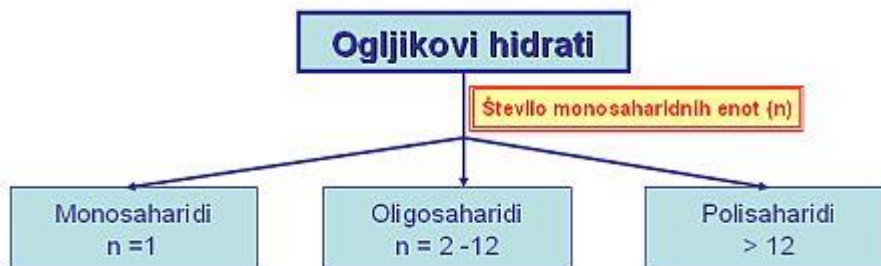 Ogljikovi hidrati
Število monosaharidnih enot (n)
Monosaharidi
n =1
Oligosaharidi
n = 2 -12
Polisaharidi
> 12